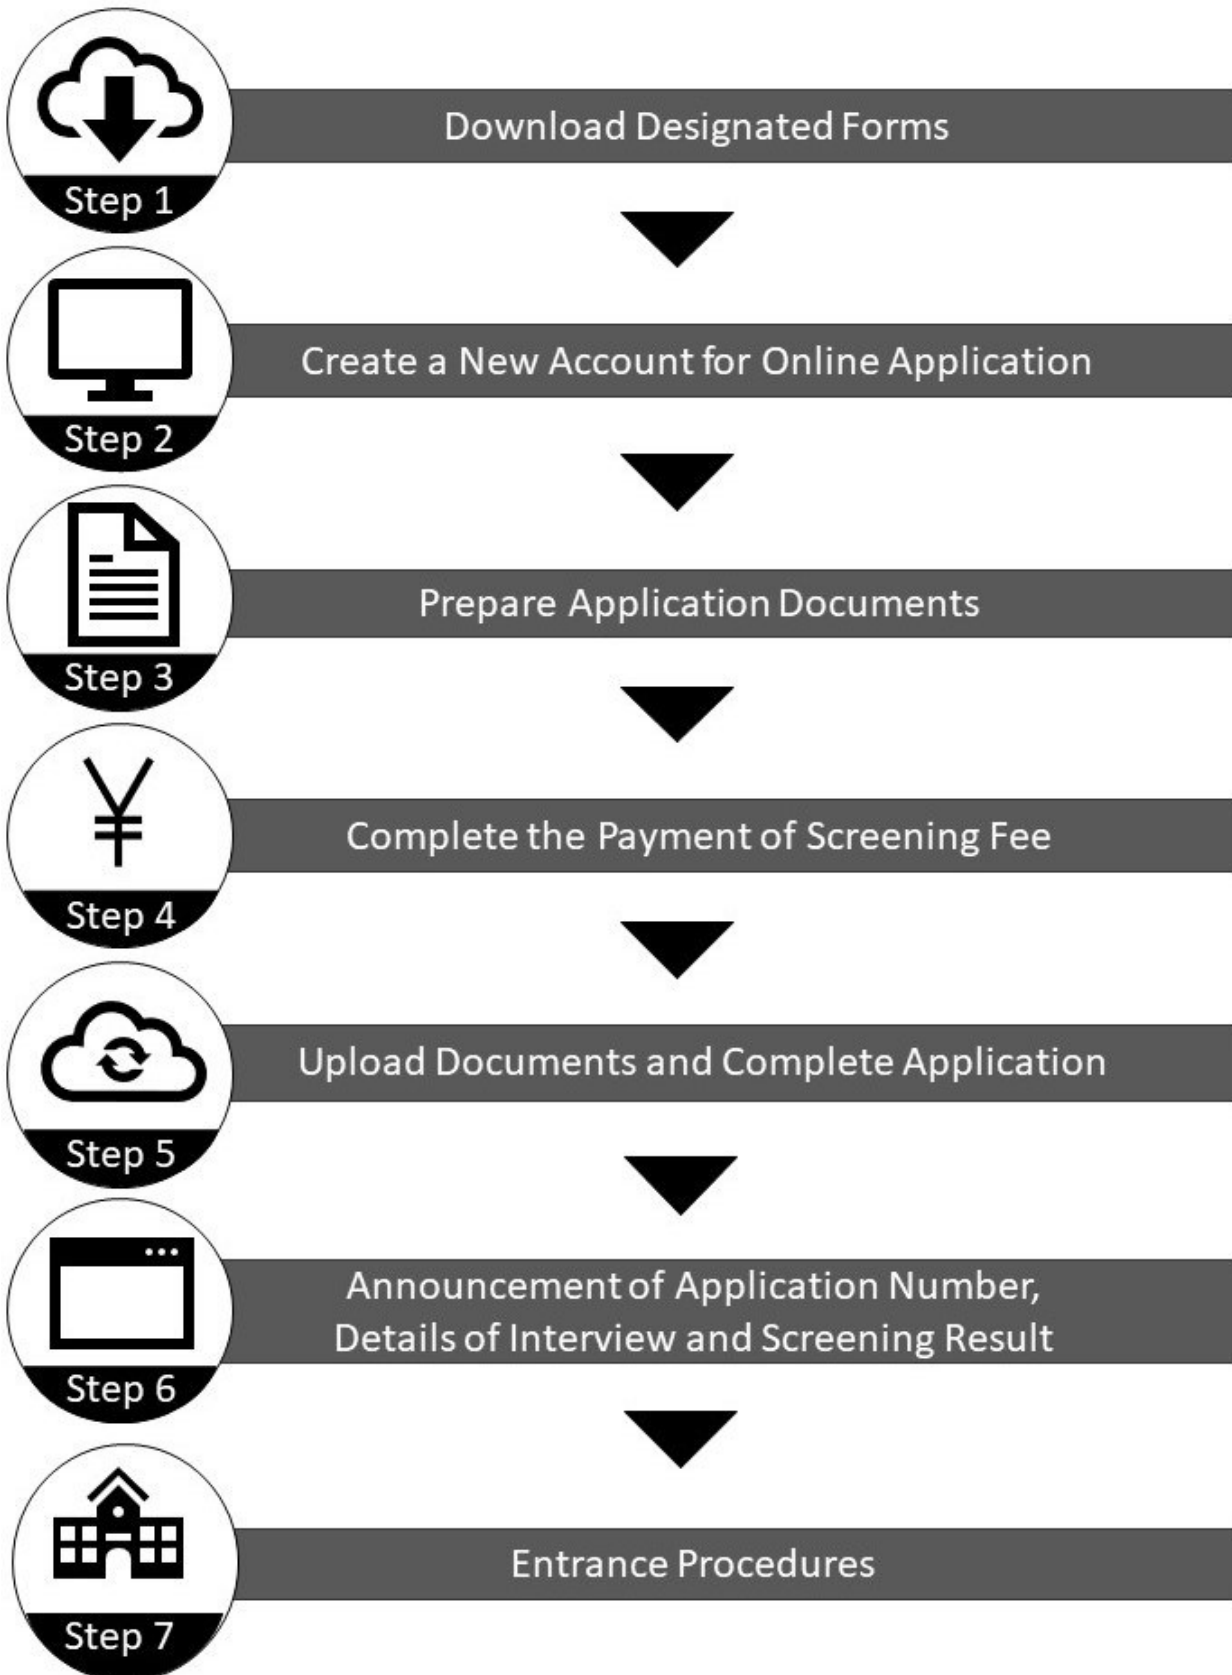 Download Designated Forms
Step 1
Create a New Account for Online Application
Step 2
Prepare Application Documents
Step 3
¥
Complete the Payment of Screening Fee
Step 4
Upload Documents and Complete Application
Step 5
Announcement of Application Number,
Details of Interview and Screening Result
Step 6
Entrance Procedures
Step 7